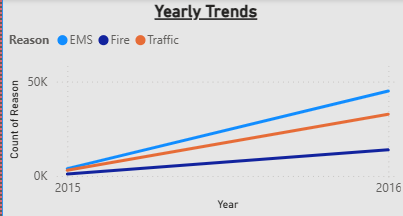 Yearly Trends
Reason EMS Fire Traffic
50K
Count of Reason
0K
2015 2016
Year